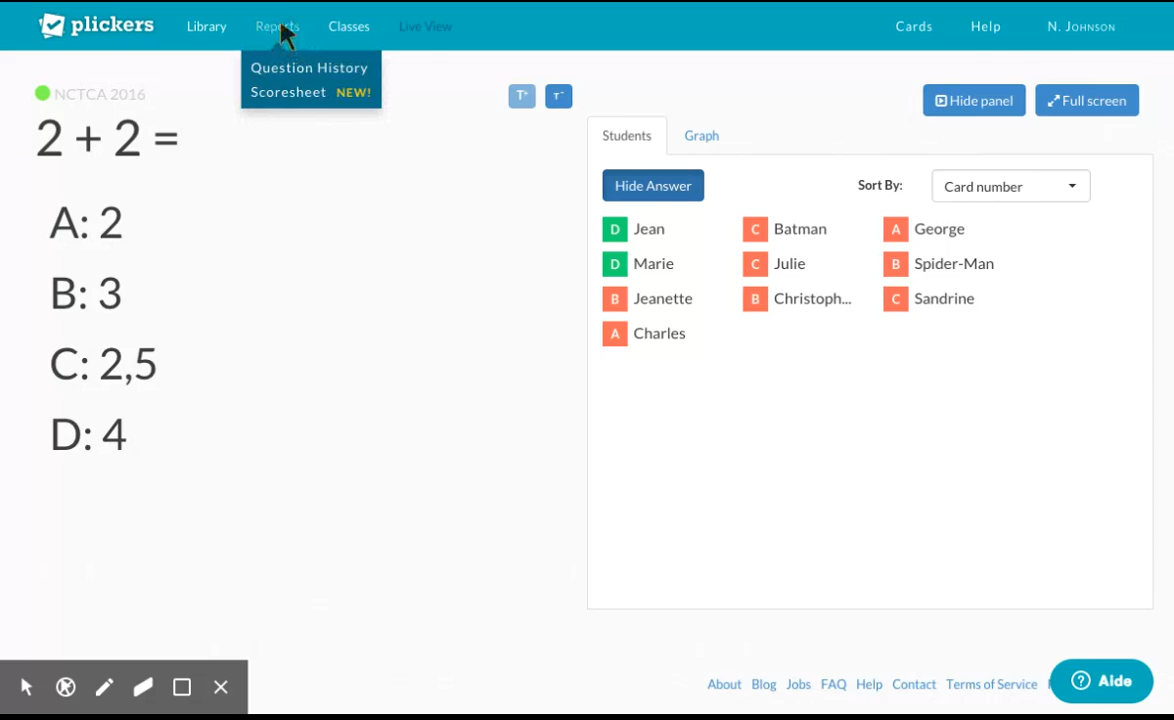 plickers Library Reports Classes Live View Cards Help N. Johnson
Question History
Scoresheet NEW!
NCTCA 2016
T+ T-
Hide panel Full screen
2 + 2 =
A: 2
B: 3
C: 2,5
D: 4
Students Graph
Hide Answer Sort By: Card number
D Jean C Batman A George
D Marie C Julie B Spider-Man
B Jeanette B Christoph... C Sandrine
A Charles
About Blog Jobs FAQ Help Contact Terms of Service
Aide